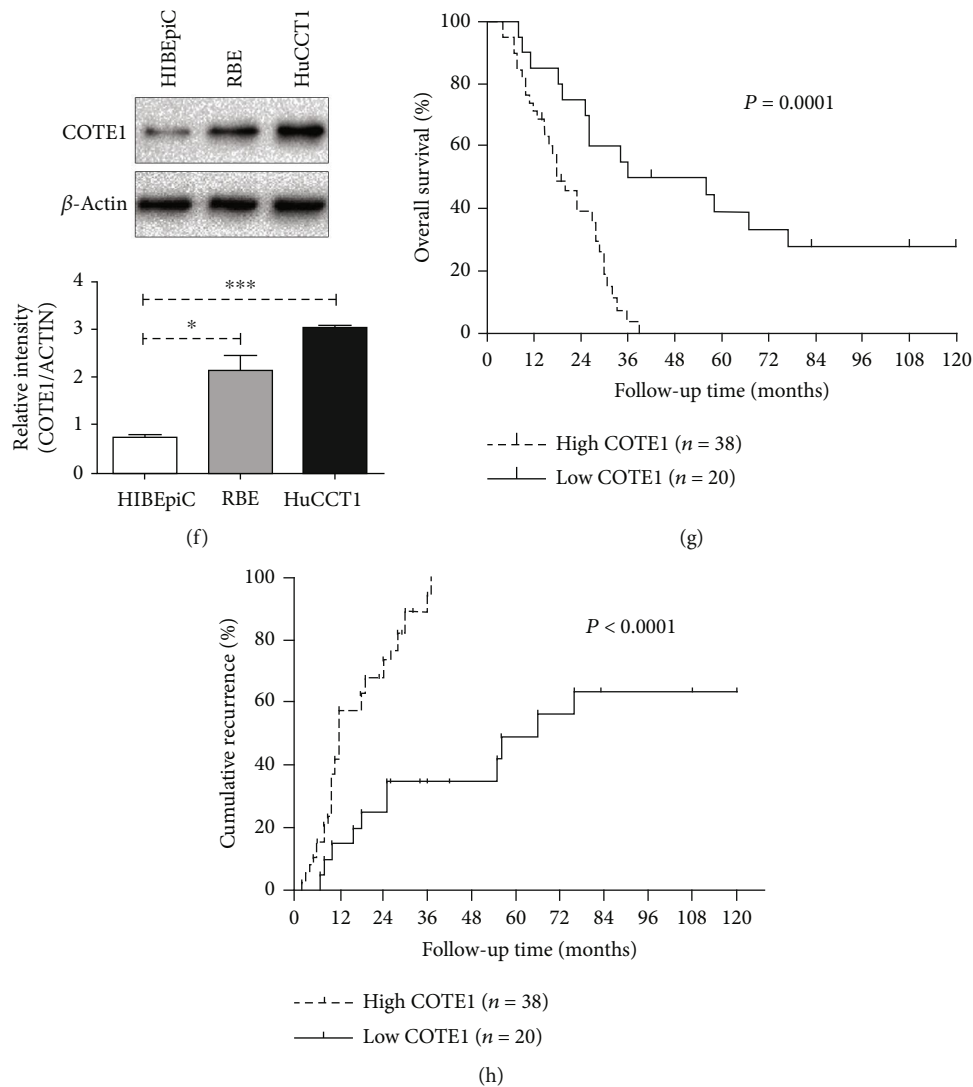 HIBEpiC
RBE
HuCCT1
COTE1
β-Actin
Relative intensity
(COTE1/ACTIN)
4
3
2
1
0
***
*
HIBEpiC RBE HuCCT1
(f)
Overall survival (%)
100
80
60
40
20
0
P = 0.0001
0 12 24 36 48 60 72 84 96 108 120
Follow-up time (months)
High COTE1 (n = 38)
Low COTE1 (n = 20)
(g)
Cumulative recurrence (%)
100
80
60
40
20
0
P < 0.0001
0 12 24 36 48 60 72 84 96 108 120
Follow-up time (months)
High COTE1 (n = 38)
Low COTE1 (n = 20)
(h)